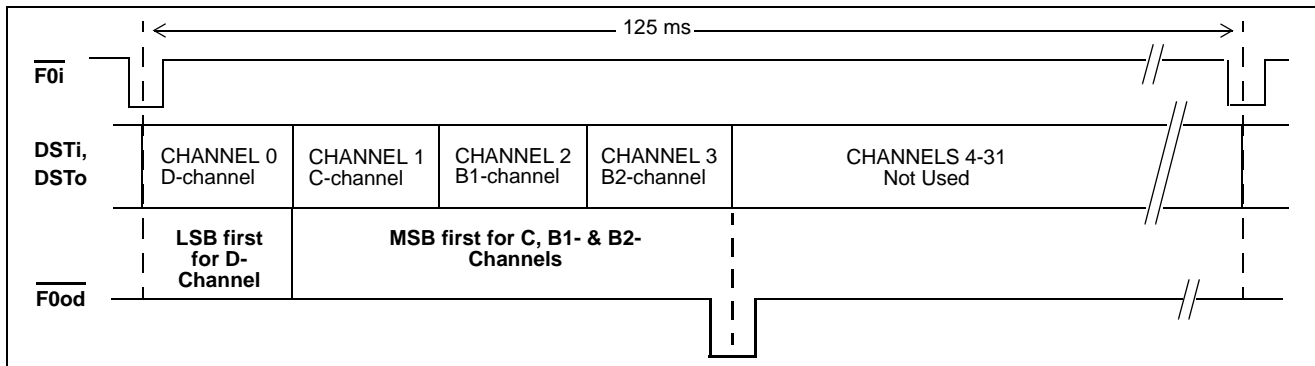 125 ms
F0i
DSTi,
DSTo
CHANNEL 0
D-channel
CHANNEL 1
C-channel
CHANNEL 2
B1-channel
CHANNEL 3
B2-channel
CHANNELS 4-31
Not Used
LSB first
for D-
Channel
MSB first for C, B1- & B2-
Channels
F0od